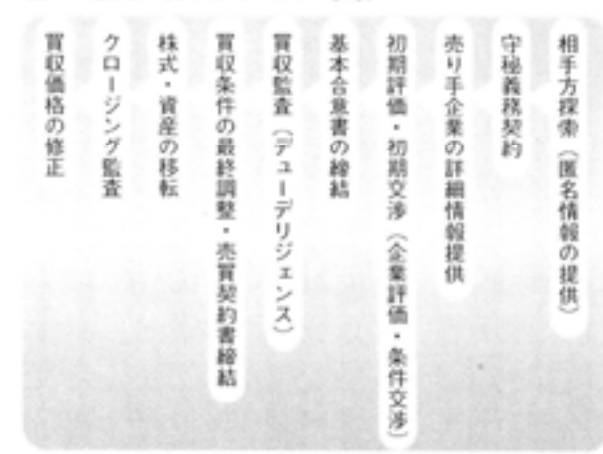 相手方探索（匿名情報の提供）
守秘義務契約
売り手企業の詳細情報提供
初期評価・初期交渉（企業評価・条件交渉）
基本合意書の締結
買収監査（デューデリジェンス）
買収条件の最終調整・売買契約書締結
株式・資産の移転
クロージング監査
買収価格の修正